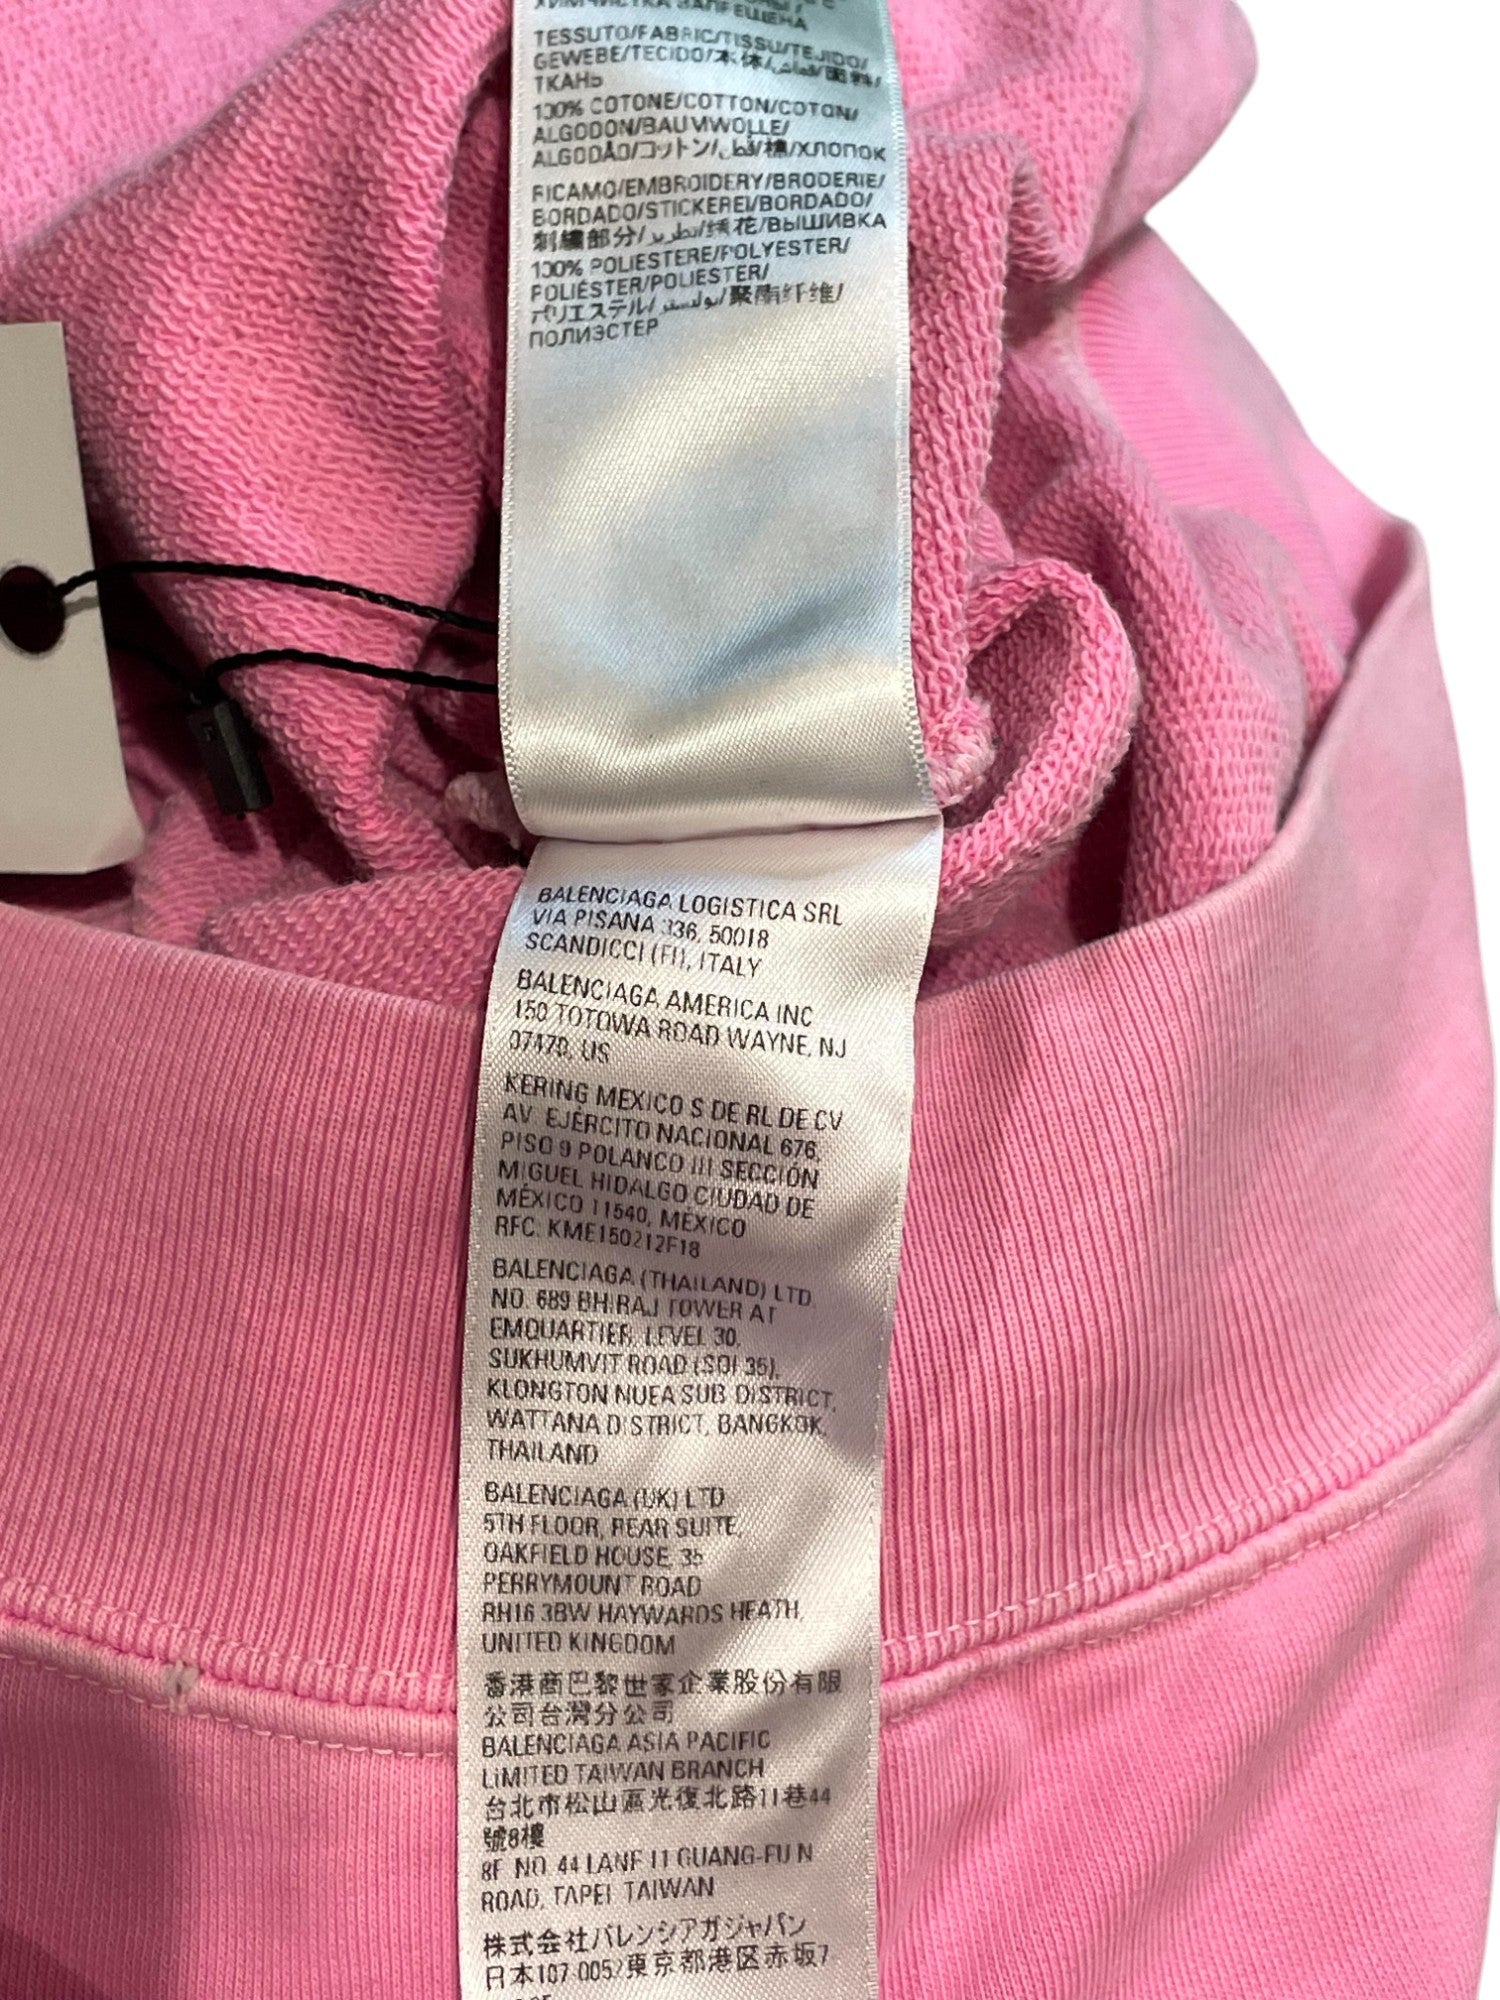 ХИМЧИСТКА ЗАПРЕЩЕНА
TESSUTO/FABRIC/TISSU/TEJIDO/
GEWEBE/TECIDO/本体/قماش/面料/
ТКАНЬ
100% COTONE/COTTON/COTON/
ALGODON/BAUMWOLLE/
ALGODÃO/コットン/قطن/棉/ХЛОПОК
RICAMO/EMBROIDERY/BRODERIE/
BORDADO/STICKEREI/BORDADO/
刺繍部分/تطريز/绣花/ВЫШИВКА
100% POLIESTERE/POLYESTER/
POLIÉSTER/POLIESTER/
ポリエステル/بوليستر/聚酯纤维/
ПОЛИЭСТЕР
BALENCIAGA LOGISTICA SRL
VIA PISANA 336, 50018
SCANDICCI (FI), ITALY
BALENCIAGA AMERICA INC
150 TOTOWA ROAD WAYNE, NJ
07470, US
KERING MEXICO S DE RL DE CV
AV. EJÉRCITO NACIONAL 676,
PISO 9 POLANCO III SECCIÓN
MIGUEL HIDALGO CIUDAD DE
MÉXICO 11540, MÉXICO
RFC: KME150212F18
BALENCIAGA (THAILAND) LTD.
NO. 689 BHIRAJ TOWER AT
EMQUARTIER, LEVEL 30,
SUKHUMVIT ROAD (SOI 35),
KLONGTON NUEA SUB DISTRICT,
WATTANA DISTRICT, BANGKOK,
THAILAND
BALENCIAGA (UK) LTD
5TH FLOOR, REAR SUITE,
OAKFIELD HOUSE, 35
PERRYMOUNT ROAD
RH16 3BW HAYWARDS HEATH,
UNITED KINGDOM
香港商巴黎世家企業股份有限
公司台灣分公司
BALENCIAGA ASIA PACIFIC
LIMITED TAIWAN BRANCH
台北市松山區光復北路11巷44
號8樓
8F NO. 44 LANE 11 GUANG-FU N
ROAD, TAPEI, TAIWAN
株式会社バレンシアガジャパン
日本107-0052東京都港区赤坂7